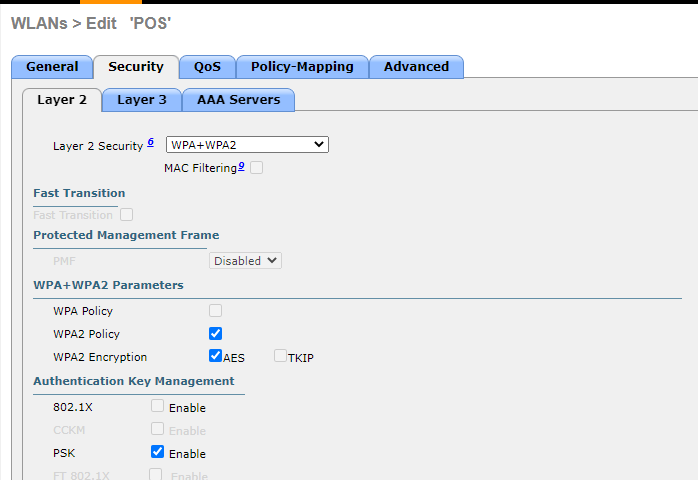 WLANs > Edit 'POS'
General Security QoS Policy-Mapping Advanced
Layer 2 Layer 3 AAA Servers
Layer 2 Security 6 WPA+WPA2
MAC Filtering 9
Fast Transition
Fast Transition
Protected Management Frame
PMF Disabled
WPA+WPA2 Parameters
WPA Policy
WPA2 Policy
WPA2 Encryption AES TKIP
Authentication Key Management
802.1X Enable
CCKM Enable
PSK Enable
FT 802.1X Enable